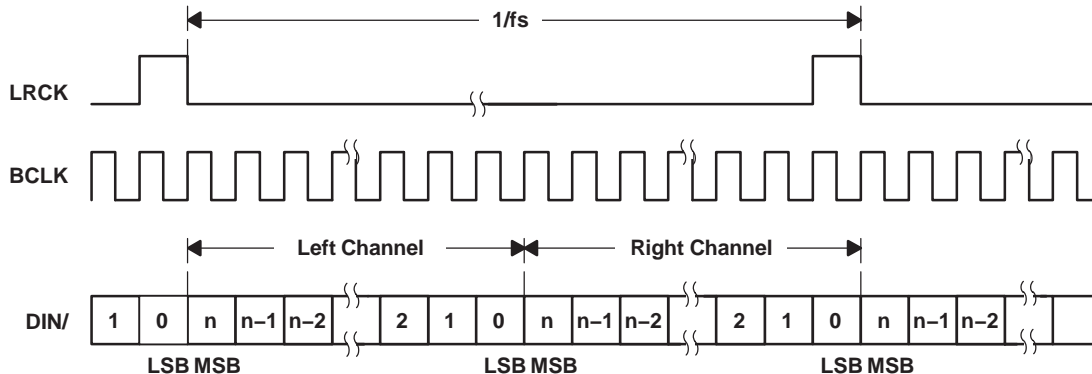 1/fs
LRCK
BCLK
Left Channel Right Channel
DIN/ 1 0 n n–1 n–2 2 1 0 n n–1 n–2 2 1 0 n n–1 n–2
LSB MSB LSB MSB LSB MSB